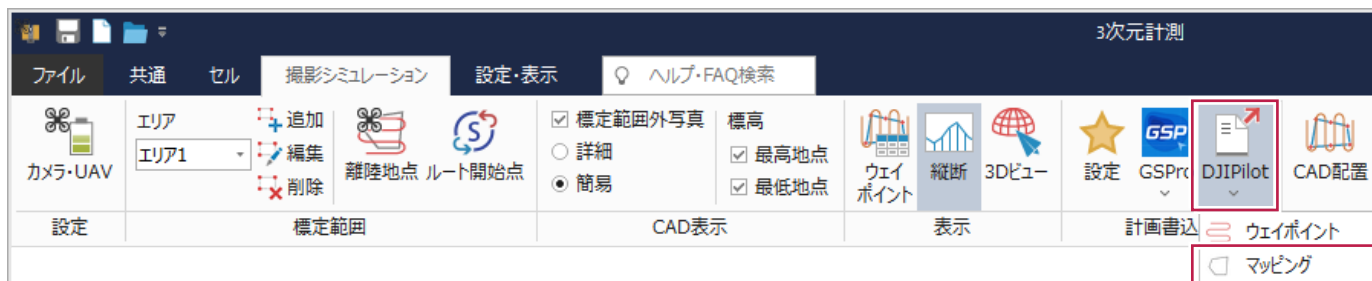 3次元計測
ファイル 共通 セル 撮影シミュレーション 設定・表示 ヘルプ・FAQ検索
カメラ・UAV
エリア
エリア1
追加
編集
削除
離陸地点
ルート開始点
標定範囲外写真
詳細
簡易
標高
最高地点
最低地点
ウェイ
ポイント
縦断
3Dビュー
設定
GSP
GSPro
DJIPilot
CAD配置
設定 標定範囲 CAD表示 表示 計画書込
ウェイポイント
マッピング